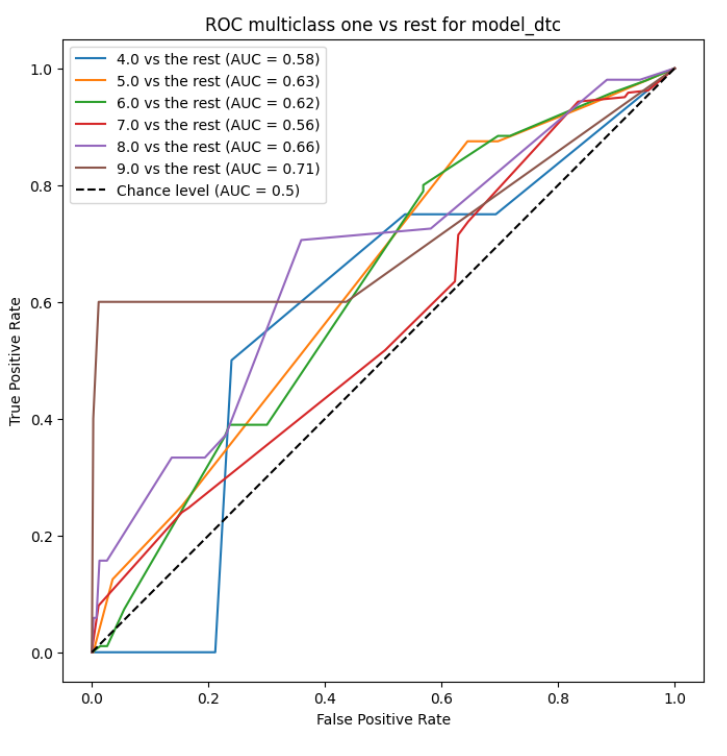 ROC multiclass one vs rest for model_dtc
4.0 vs the rest (AUC = 0.58)
5.0 vs the rest (AUC = 0.63)
6.0 vs the rest (AUC = 0.62)
7.0 vs the rest (AUC = 0.56)
8.0 vs the rest (AUC = 0.66)
9.0 vs the rest (AUC = 0.71)
Chance level (AUC = 0.5)
True Positive Rate
1.0
0.8
0.6
0.4
0.2
0.0
0.0 0.2 0.4 0.6 0.8 1.0
False Positive Rate